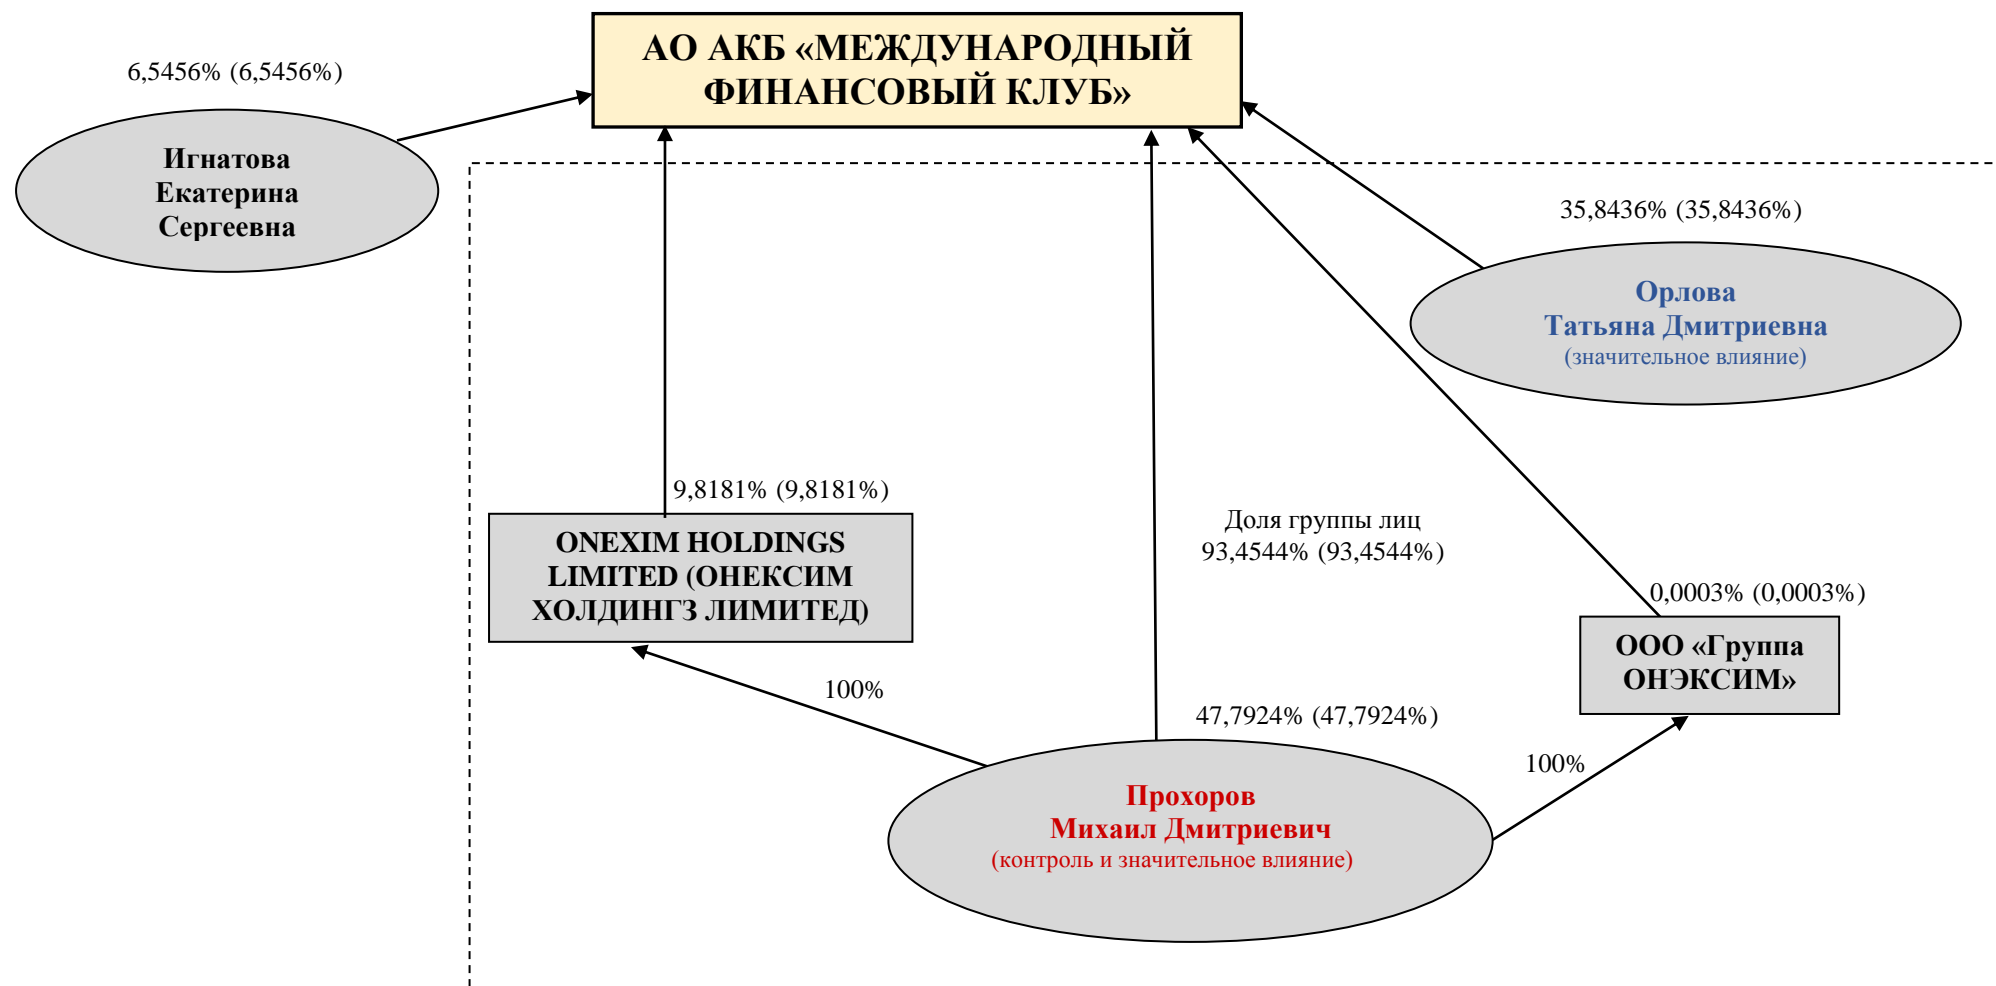 АО АКБ «МЕЖДУНАРОДНЫЙ
ФИНАНСОВЫЙ КЛУБ»
6,5456% (6,5456%)
Игнатова
Екатерина
Сергеевна
35,8436% (35,8436%)
Орлова
Татьяна Дмитриевна
(значительное влияние)
9,8181% (9,8181%)
ONEXIM HOLDINGS
LIMITED (ОНЕКСИМ
ХОЛДИНГЗ ЛИМИТЕД)
Доля группы лиц
93,4544% (93,4544%)
0,0003% (0,0003%)
ООО «Группа
ОНЭКСИМ»
100%
47,7924% (47,7924%)
100%
Прохоров
Михаил Дмитриевич
(контроль и значительное влияние)